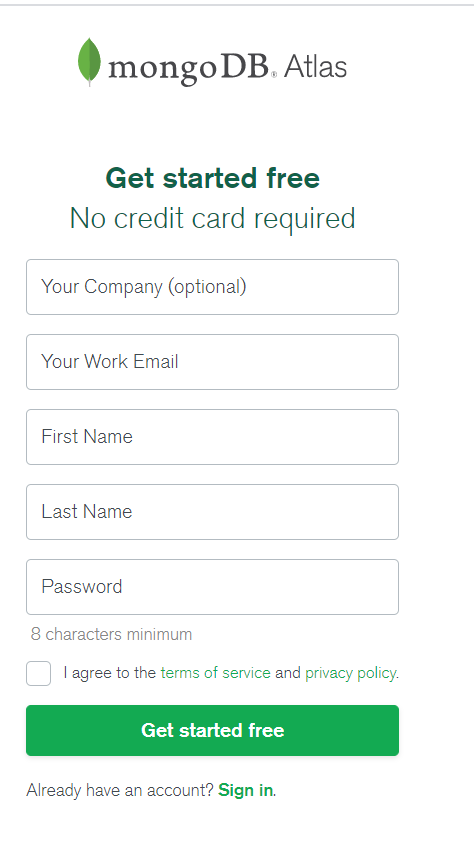 mongoDB® Atlas
Get started free
No credit card required
Your Company (optional)
Your Work Email
First Name
Last Name
Password
8 characters minimum
I agree to the terms of service and privacy policy.
Get started free
Already have an account? Sign in.